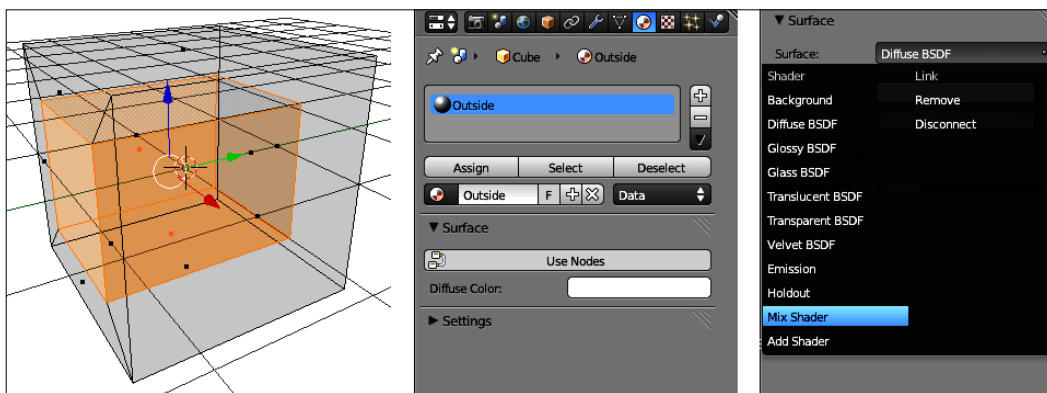 Cube
Outside
Outside
Assign
Select
Deselect
Outside
F
Data
Surface
Use Nodes
Diffuse Color:
Settings
Surface
Surface:
Diffuse BSDF
Shader
Link
Background
Remove
Diffuse BSDF
Disconnect
Glossy BSDF
Glass BSDF
Translucent BSDF
Default
Transparent BSDF
Velvet BSDF
Emission
Holdout
Mix Shader
Add Shader